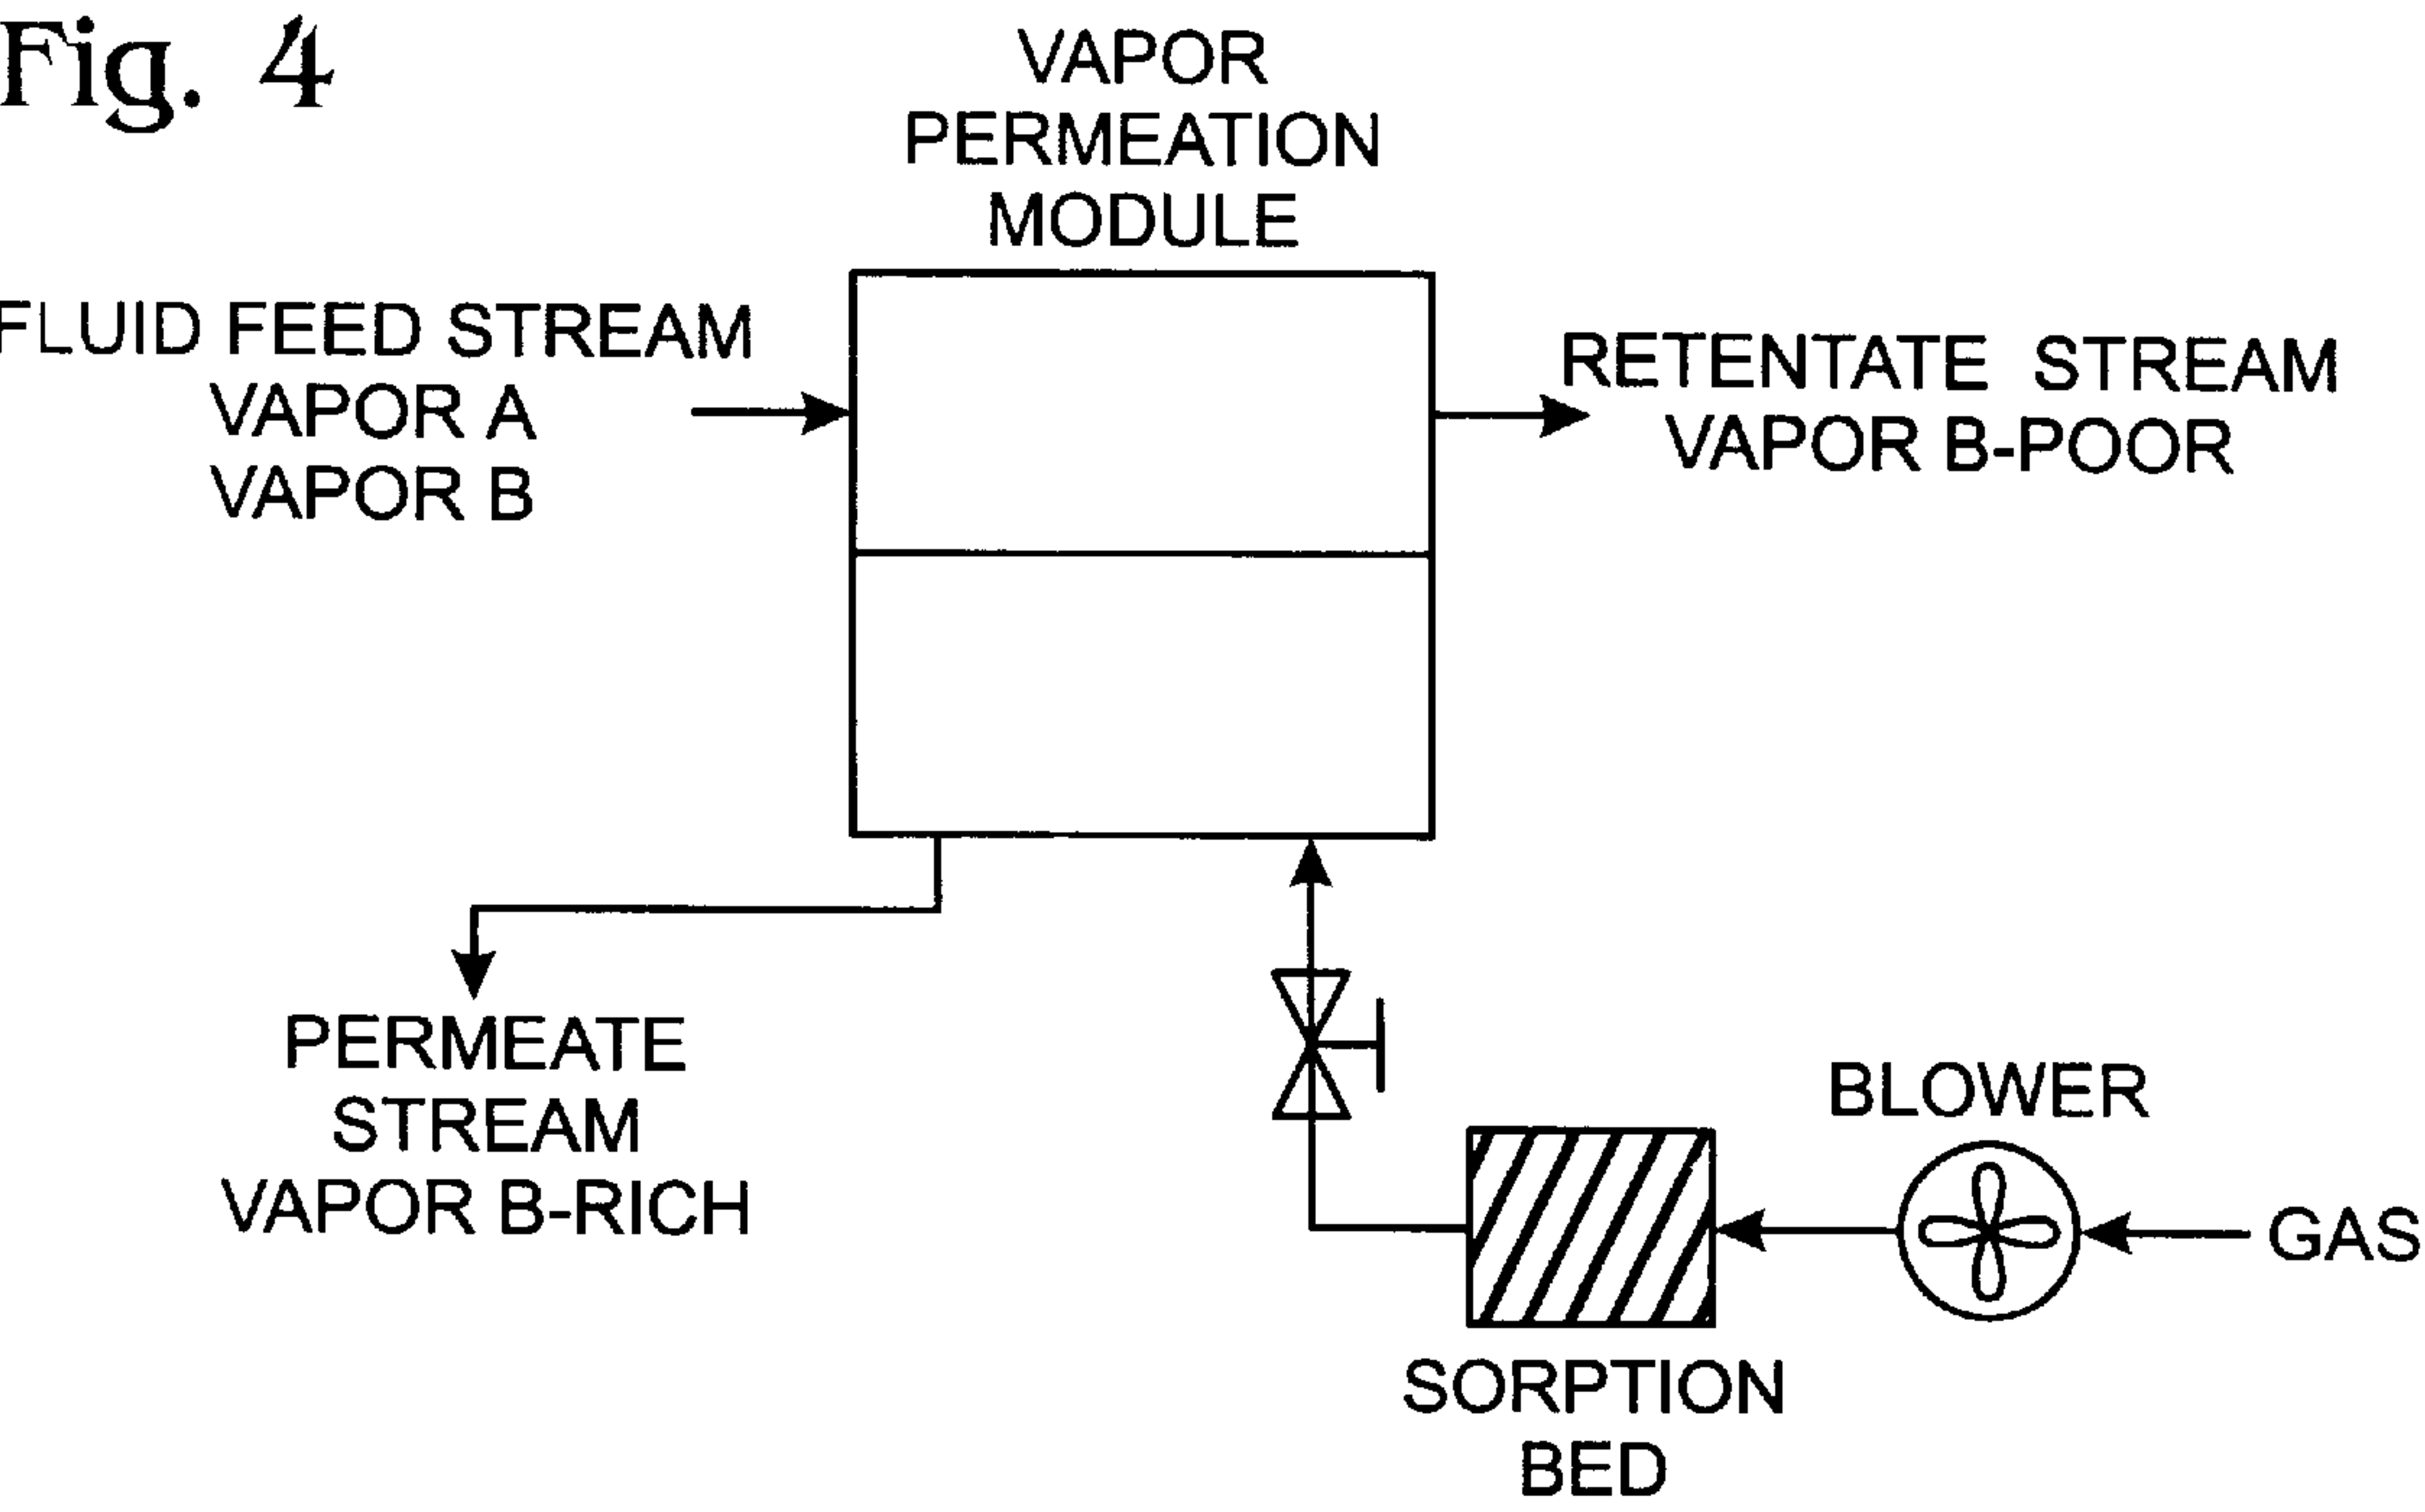 Fig. 4
VAPOR
PERMEATION
MODULE
FLUID FEED STREAM
VAPOR A
VAPOR B
RETENTATE STREAM
VAPOR B-POOR
PERMEATE
STREAM
VAPOR B-RICH
BLOWER
GAS
SORPTION
BED